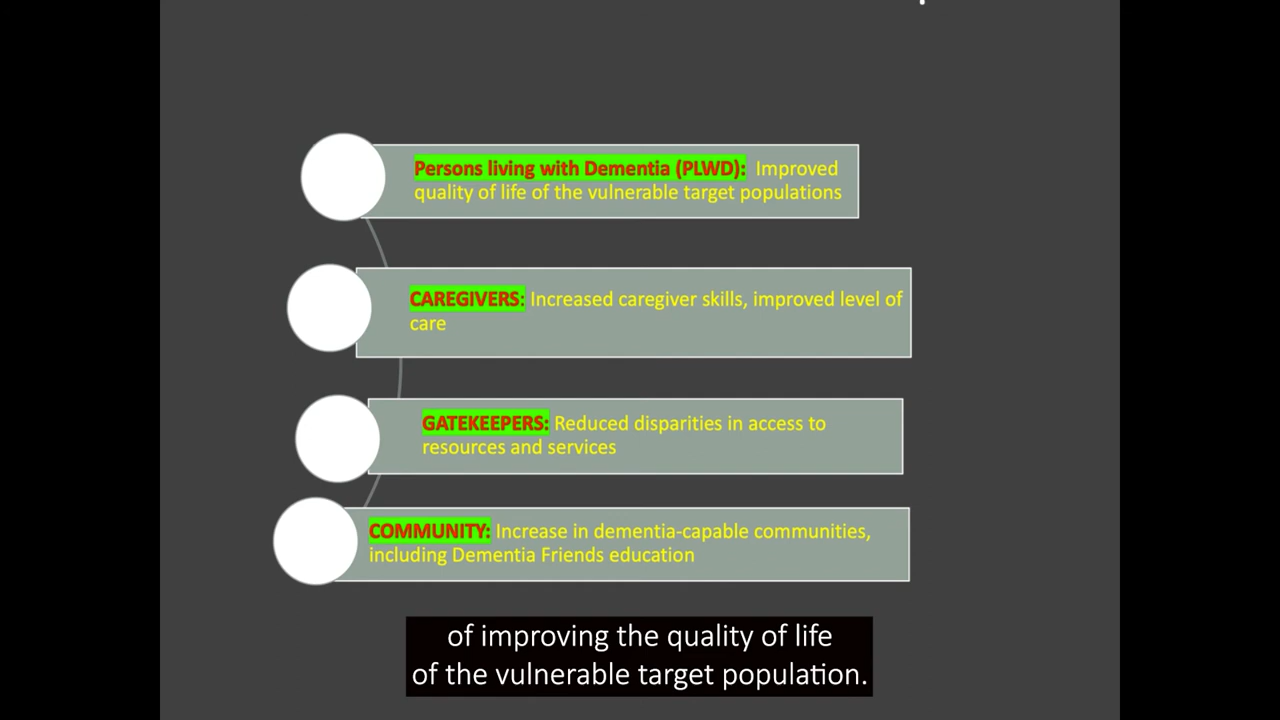 Persons living with Dementia (PLWD): Improved
quality of life of the vulnerable target populations
CAREGIVERS: Increased caregiver skills, improved level of
care
GATEKEEPERS: Reduced disparities in access to
resources and services
COMMUNITY: Increase in dementia-capable communities,
including Dementia Friends education
of improving the quality of life
of the vulnerable target population.